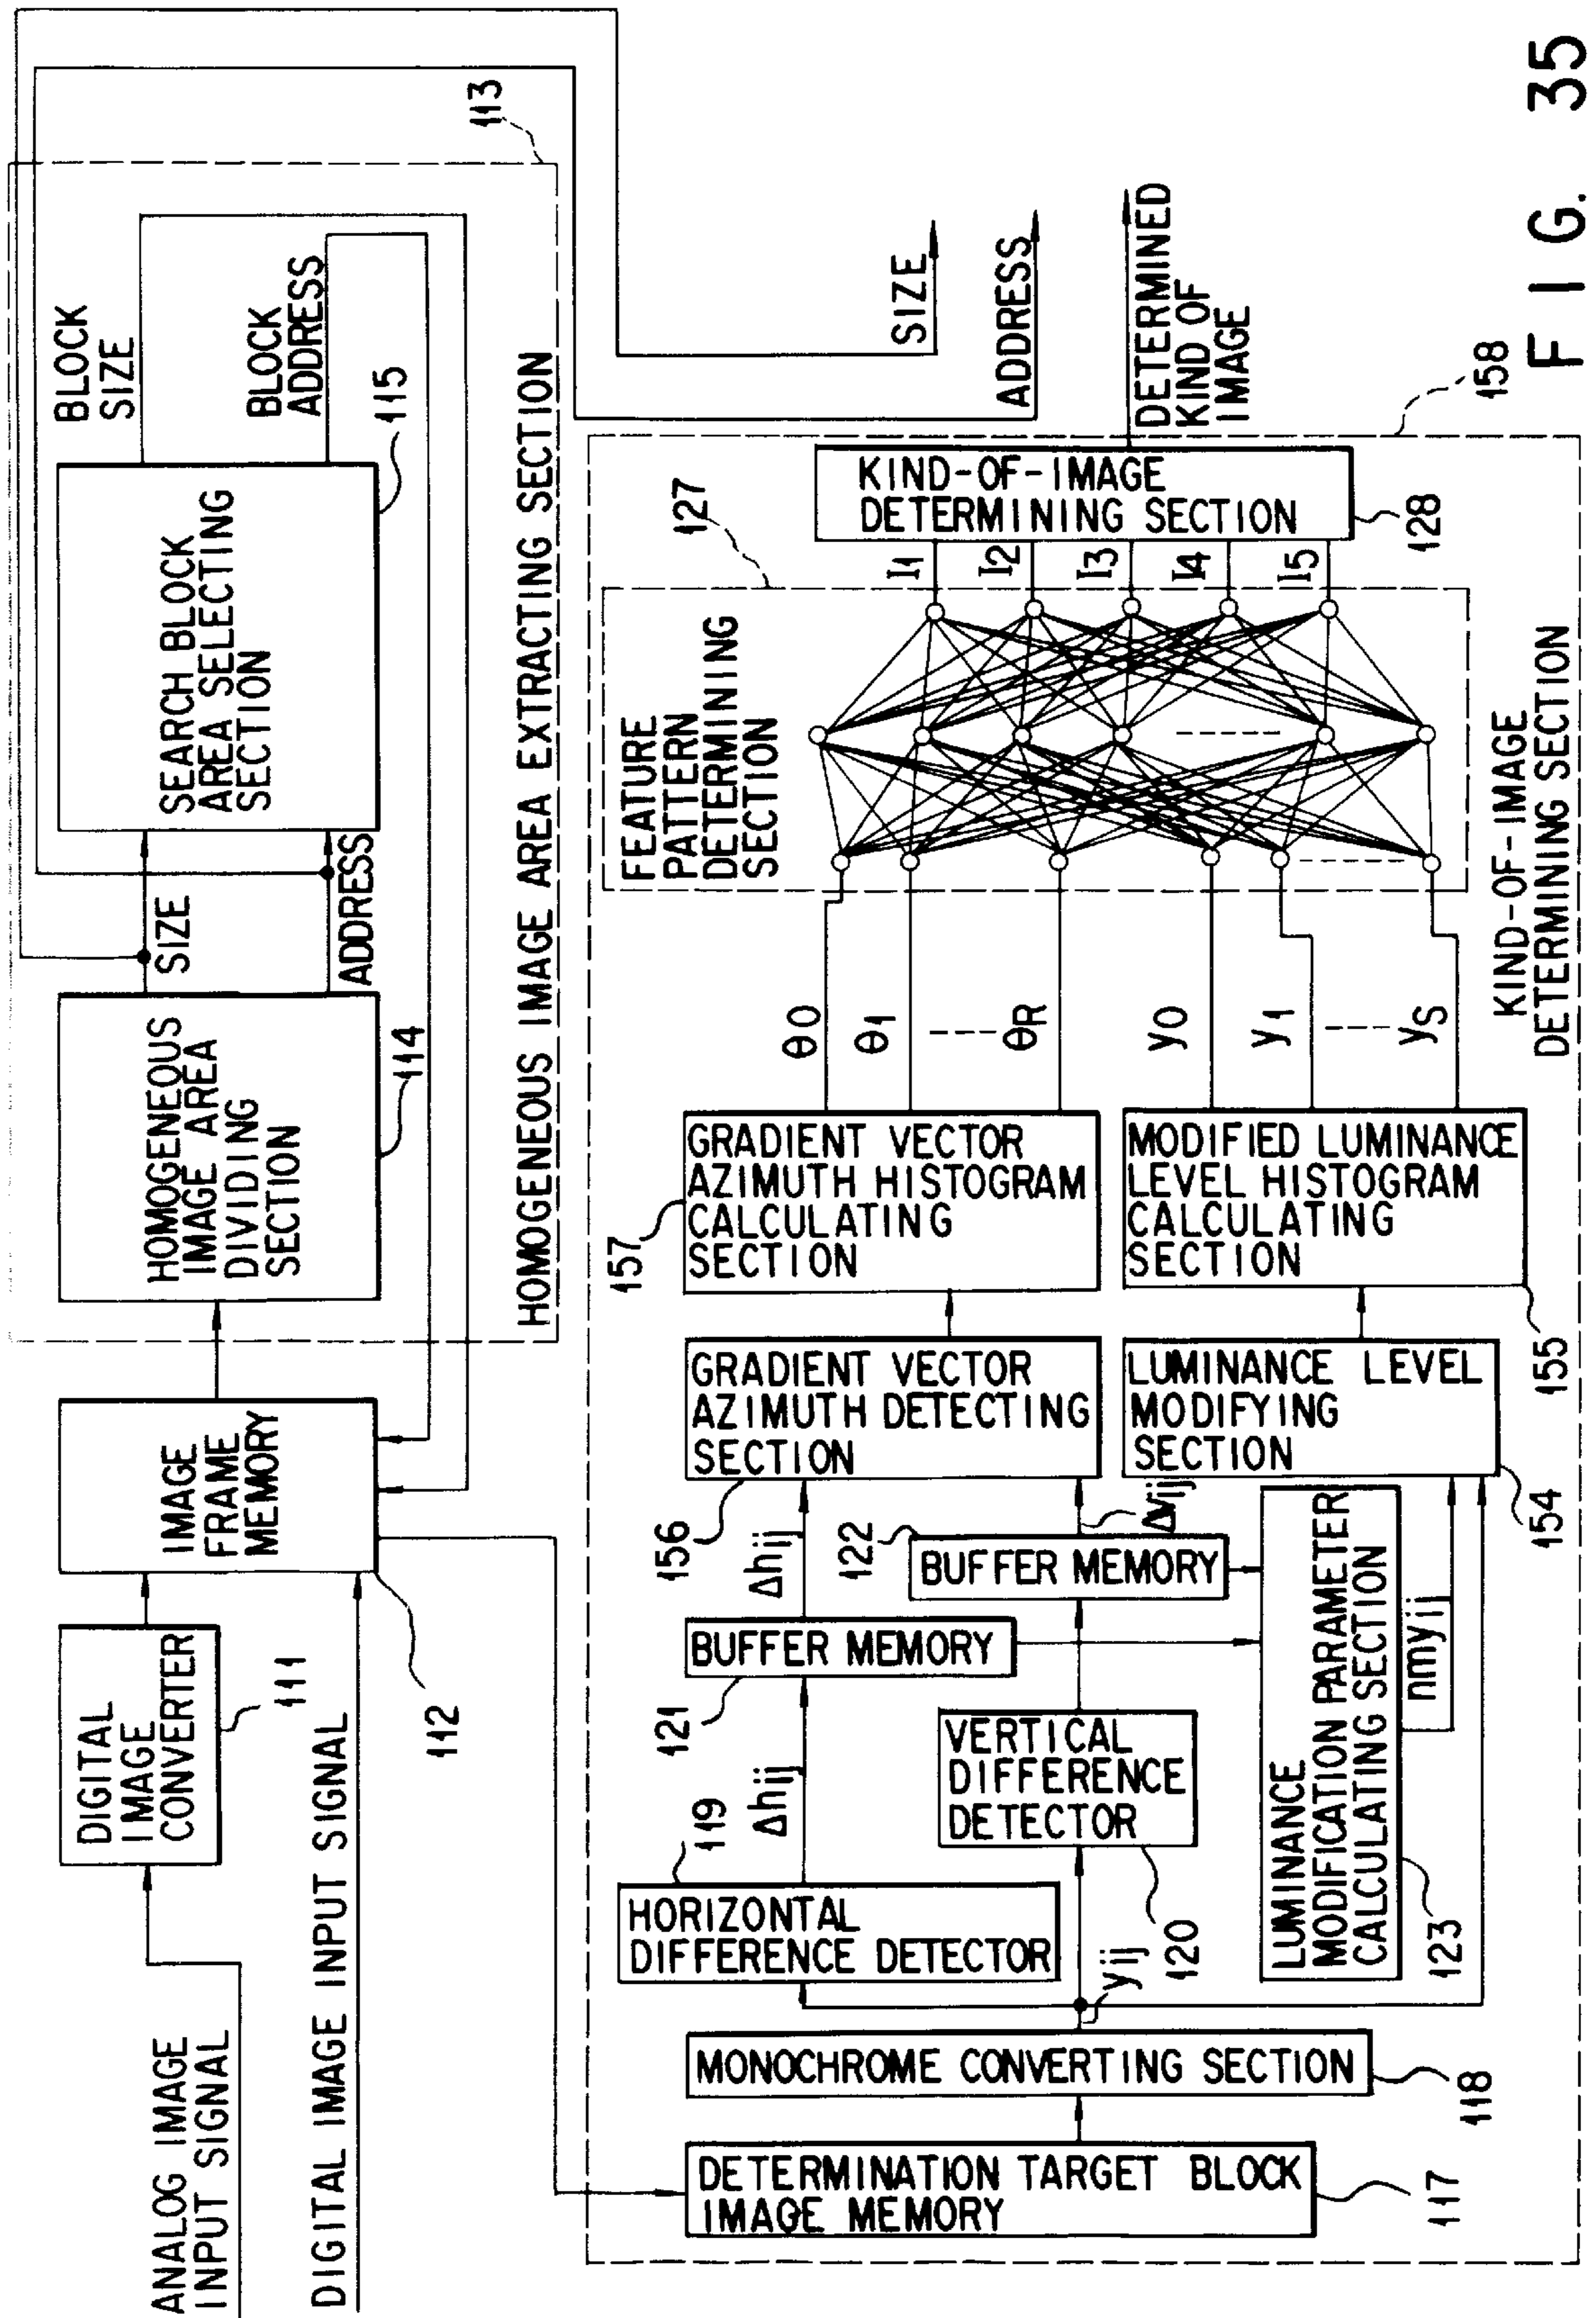 ANALOG IMAGE
INPUT SIGNAL
DIGITAL IMAGE INPUT SIGNAL
DIGITAL
IMAGE
CONVERTER
111
IMAGE
FRAME
MEMORY
112
HOMOGENEOUS
IMAGE AREA
DIVIDING
SECTION
114
SIZE
ADDRESS
SEARCH BLOCK
AREA SELECTING
SECTION
115
BLOCK
SIZE
BLOCK
ADDRESS
113
HOMOGENEOUS IMAGE AREA EXTRACTING SECTION
SIZE
ADDRESS
DETERMINED
KIND OF
IMAGE
DETERMINATION TARGET BLOCK
IMAGE MEMORY
117
MONOCHROME CONVERTING SECTION
118
yij
HORIZONTAL
DIFFERENCE DETECTOR
119
Δhij
VERTICAL
DIFFERENCE
DETECTOR
120
BUFFER MEMORY
121
Δhij
BUFFER MEMORY
122
Δvij
LUMINANCE
MODIFICATION PARAMETER
CALCULATING SECTION
123
nmyij
GRADIENT VECTOR
AZIMUTH DETECTING
SECTION
156
LUMINANCE LEVEL
MODIFYING
SECTION
154
GRADIENT VECTOR
AZIMUTH HISTOGRAM
CALCULATING
SECTION
157
MODIFIED LUMINANCE
LEVEL HISTOGRAM
CALCULATING
SECTION
155
θ0
θ1
θR
y0
y1
yS
FEATURE
PATTERN
DETERMINING
SECTION
127
I1
I2
I3
I4
I5
KIND-OF-IMAGE
DETERMINING SECTION
128
KIND-OF-IMAGE
DETERMINING SECTION
158
FIG. 35